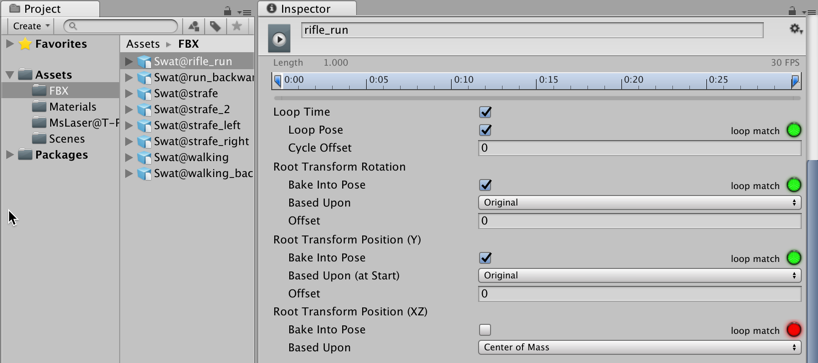 Project
Create
Favorites
Assets
FBX
Materials
MsLaser@T-P
Scenes
Packages
Assets ▸ FBX
Swat@rifle_run
Swat@run_backwar
Swat@strafe
Swat@strafe_2
Swat@strafe_left
Swat@strafe_right
Swat@walking
Swat@walking_bac
Inspector
rifle_run
Length 1.000 30 FPS
0:00 0:05 0:10 0:15 0:20 0:25
Loop Time
Loop Pose loop match
Cycle Offset 0
Root Transform Rotation
Bake Into Pose loop match
Based Upon Original
Offset 0
Root Transform Position (Y)
Bake Into Pose loop match
Based Upon (at Start) Original
Offset 0
Root Transform Position (XZ)
Bake Into Pose loop match
Based Upon Center of Mass